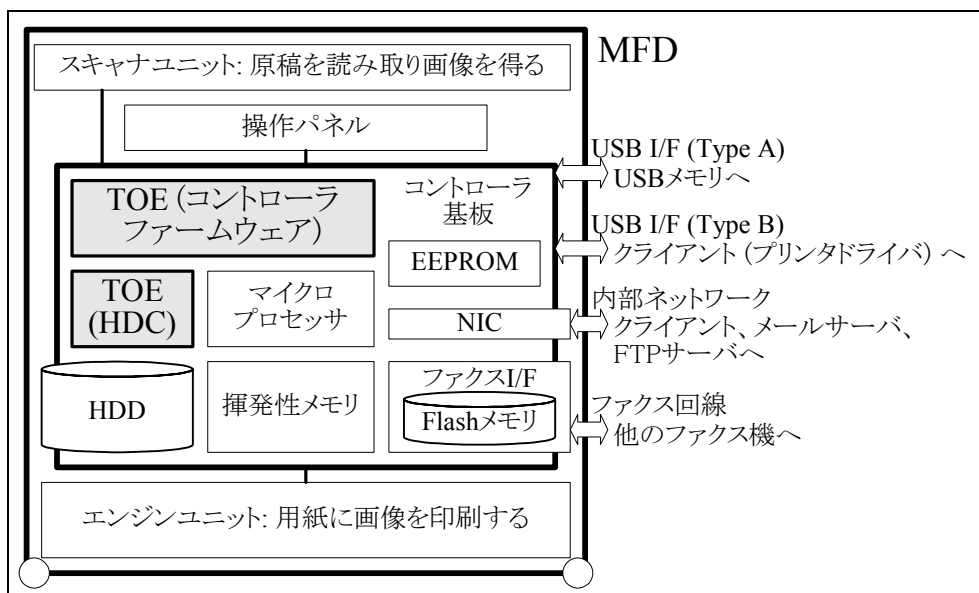 MFD
スキャナユニット: 原稿を読み取り画像を得る
操作パネル
TOE (コントローラ
ファームウェア)
コントローラ
基板
EEPROM
TOE
(HDC)
マイクロ
プロセッサ
NIC
HDD
揮発性メモリ
ファクスI/F
Flashメモリ
エンジンユニット: 用紙に画像を印刷する
USB I/F (Type A)
USBメモリへ
USB I/F (Type B)
クライアント (プリンタドライバ) へ
内部ネットワーク
クライアント、メールサーバ、
FTPサーバへ
ファクス回線
他のファクス機へ